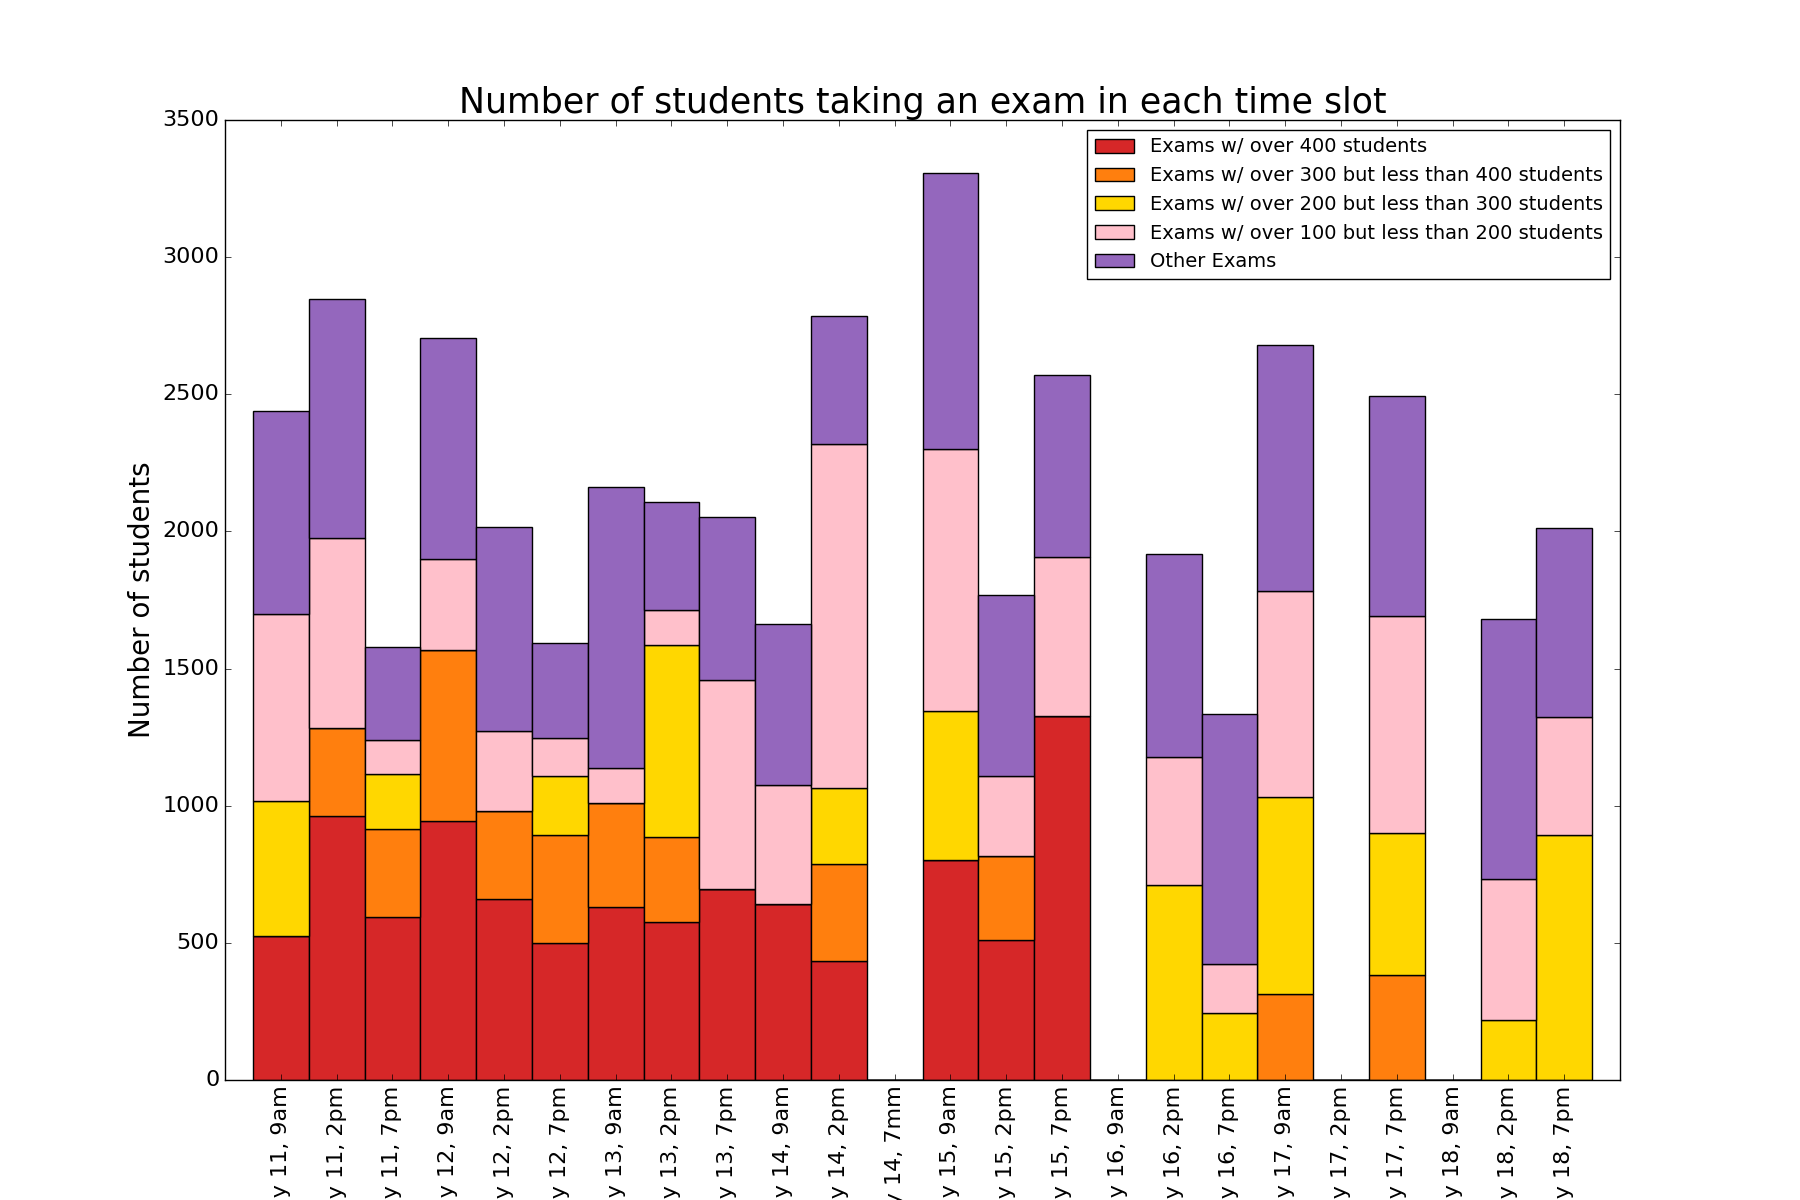 Number of students taking an exam in each time slot
3500
3000
2500
2000
1500
1000
500
0
Number of students
Exams w/ over 400 students
Exams w/ over 300 but less than 400 students
Exams w/ over 200 but less than 300 students
Exams w/ over 100 but less than 200 students
Other Exams
y 11, 9am
y 11, 2pm
y 11, 7pm
y 12, 9am
y 12, 2pm
y 12, 7pm
y 13, 9am
y 13, 2pm
y 13, 7pm
y 14, 9am
y 14, 2pm
y 14, 7mm
y 15, 9am
y 15, 2pm
y 15, 7pm
y 16, 9am
y 16, 2pm
y 16, 7pm
y 17, 9am
y 17, 2pm
y 17, 7pm
y 18, 9am
y 18, 2pm
y 18, 7pm